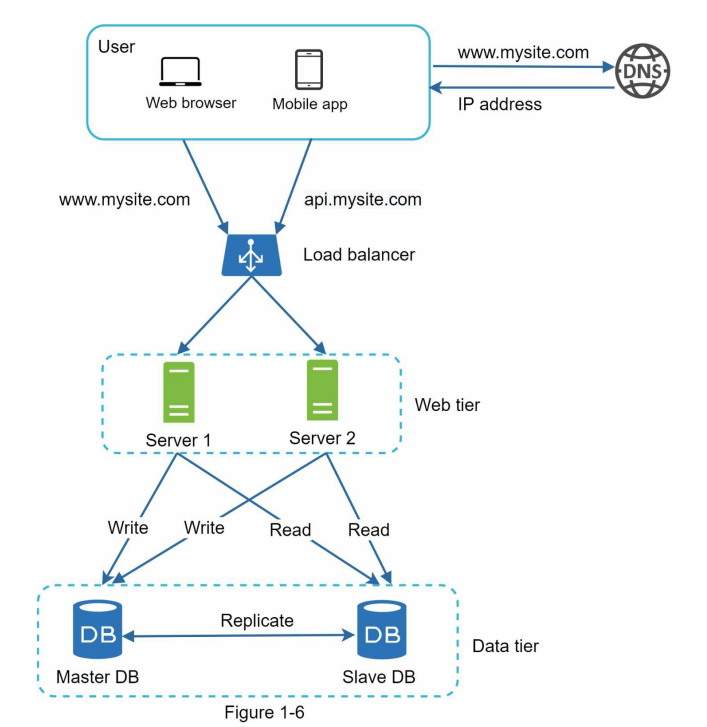 User
www.mysite.com
DNS
Web browser
Mobile app
IP address
www.mysite.com
api.mysite.com
Load balancer
Web tier
Server 1
Server 2
Write
Write
Read
Read
Replicate
DB
DB
Data tier
Master DB
Slave DB
Figure 1-6